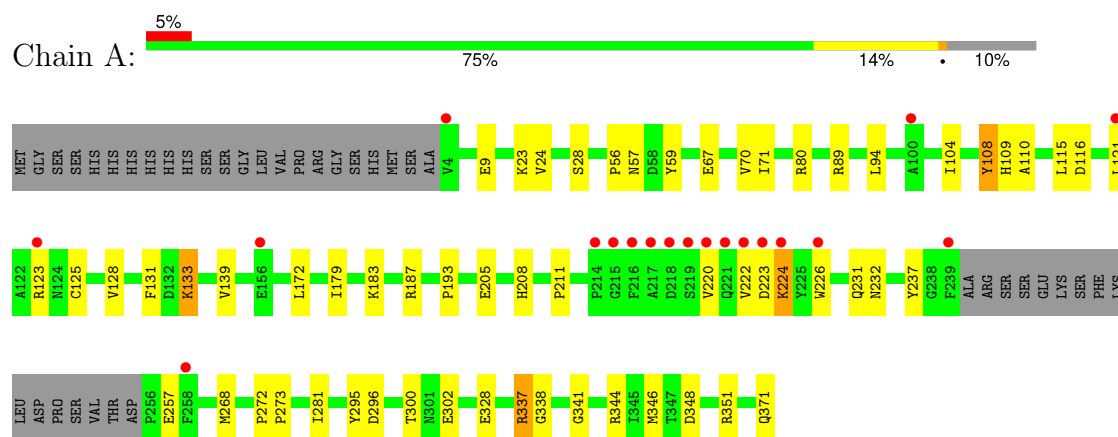 5%
Chain A:
75% 14% • 10%
MET GLY SER SER HIS HIS HIS HIS HIS HIS SER SER GLY LEU VAL PRO ARG GLY SER HIS MET SER ALA V4 E9 K23 V24 S28 P56 N57 D58 Y59 E67 V70 I71 R80 R89 L94 A100 I104 Y108 H109 A110 L115 D116 L121
A122 R123 N124 C125 V128 F131 D132 K133 V139 E156 L172 I179 K183 R187 P193 E205 H208 P211 P214 G215 F216 A217 D218 S219 V220 Q221 V222 D223 K224 Y225 W226 Q231 N232 Y237 G238 F239 ALA ARG SER SER GLU LYS SER PHE LYS
LEU ASP PRO SER VAL THR ASP P256 E257 F258 M268 P272 P273 I281 Y295 D296 T300 N301 E302 E328 R337 G338 G341 R344 I345 M346 T347 D348 R351 Q371